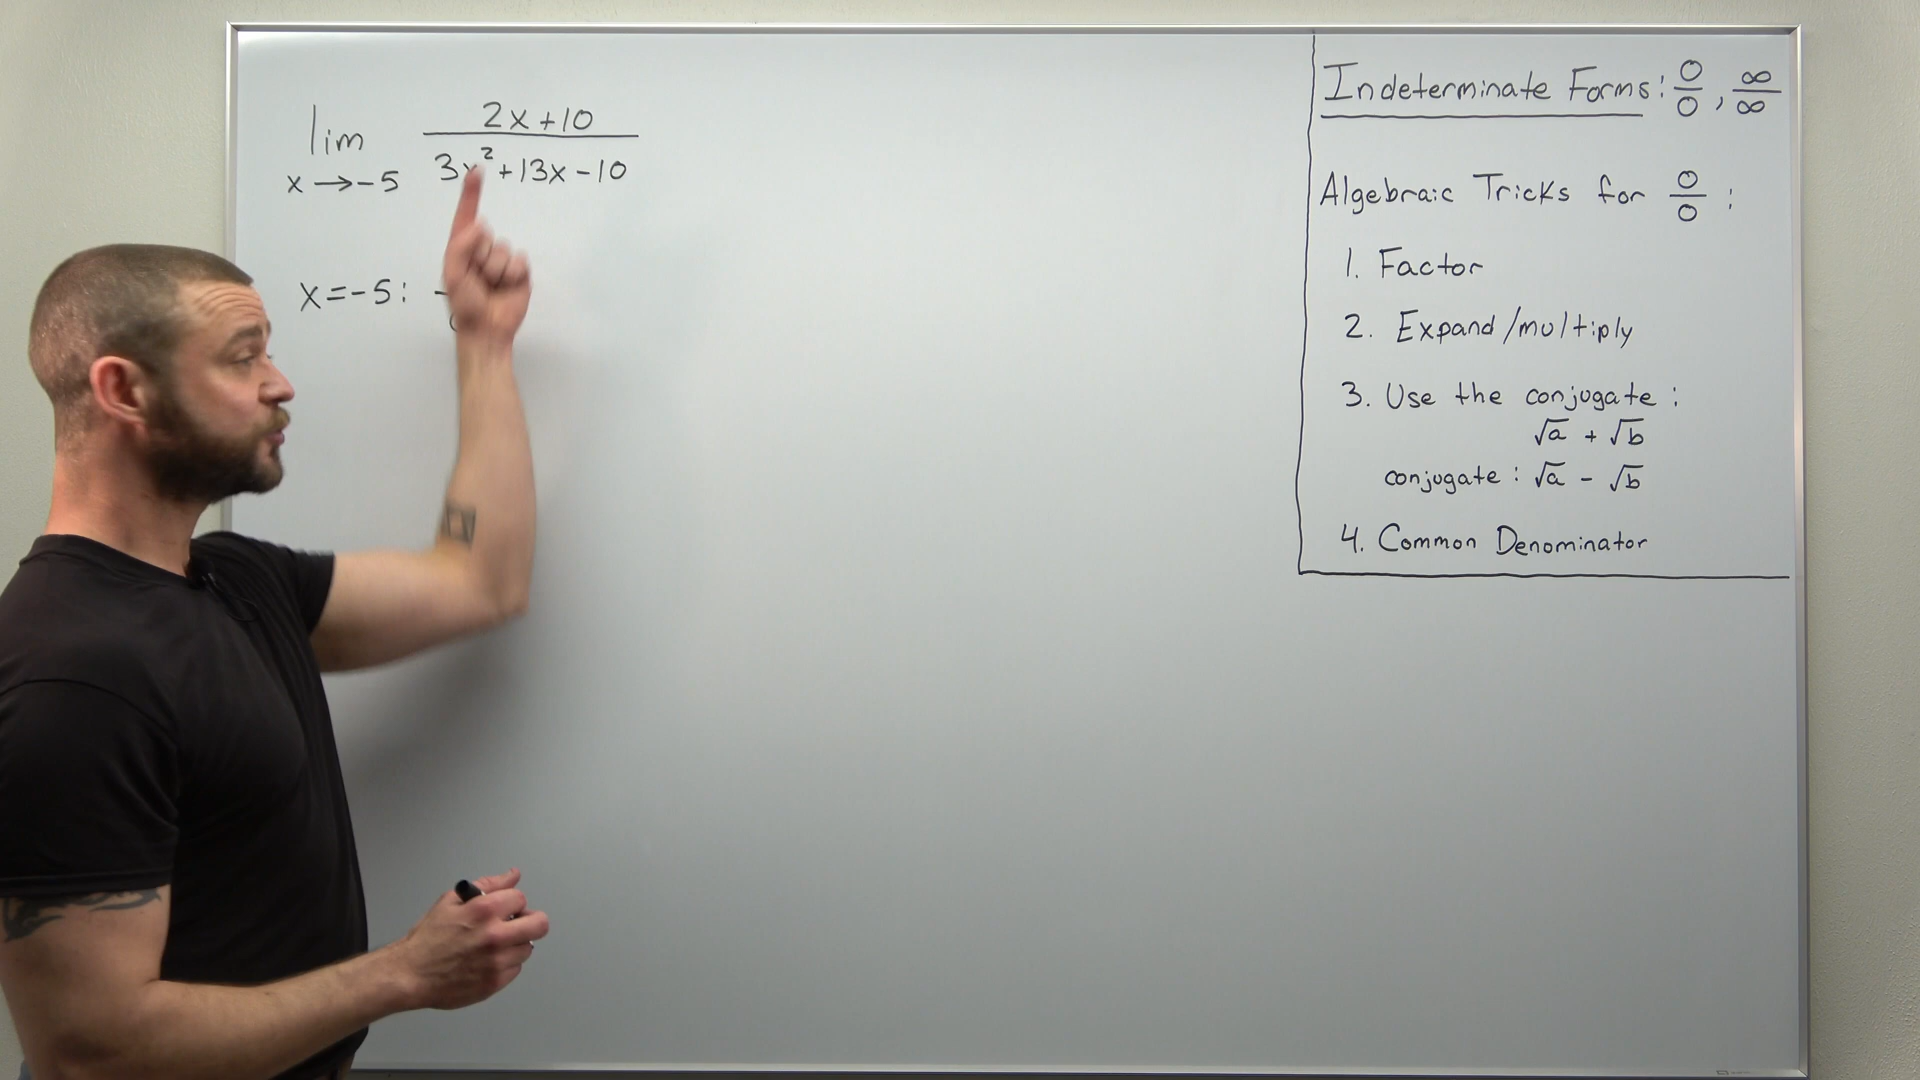 lim
x→-5
2x+10
3x²+13x-10
x=-5:
Indeterminate Forms: 0/0, ∞/∞
Algebraic Tricks for 0/0:
1. Factor
2. Expand/multiply
3. Use the conjugate:
√a + √b
conjugate: √a - √b
4. Common Denominator